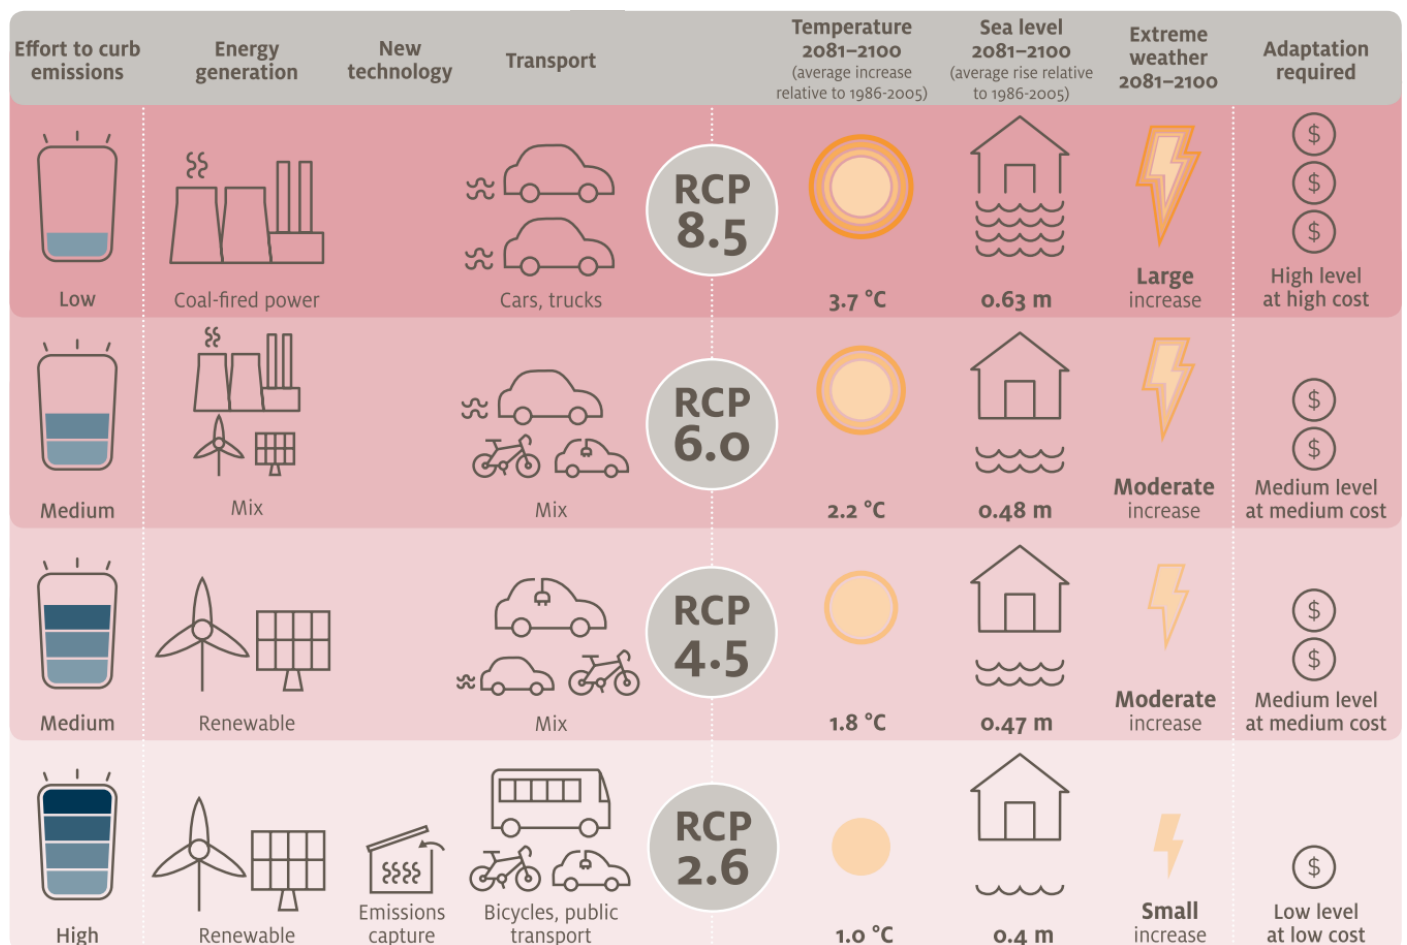 Effort to curb
emissions
Energy
generation
New
technology
Transport
Temperature
2081–2100
(average increase
relative to 1986-2005)
Sea level
2081–2100
(average rise relative
to 1986-2005)
Extreme
weather
2081–2100
Adaptation
required
Low
Coal-fired power
Cars, trucks
RCP
8.5
3.7 °C
0.63 m
Large
increase
$
$
$
High level
at high cost
Medium
Mix
Mix
RCP
6.0
2.2 °C
0.48 m
Moderate
increase
$
$
Medium level
at medium cost
Medium
Renewable
Mix
RCP
4.5
1.8 °C
0.47 m
Moderate
increase
$
$
Medium level
at medium cost
High
Renewable
Emissions
capture
Bicycles, public
transport
RCP
2.6
1.0 °C
0.4 m
Small
increase
$
Low level
at low cost